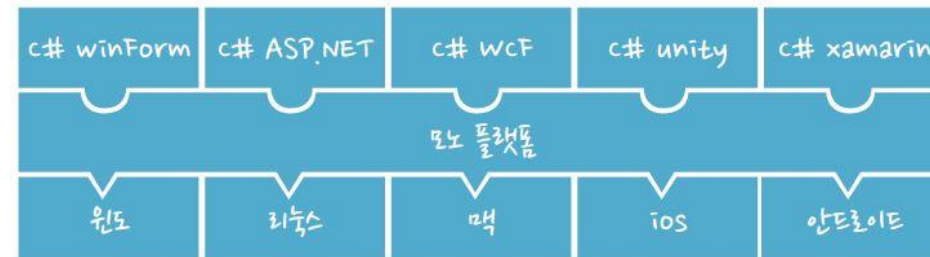 c# winForm c# ASP.NET c# WCF c# unity c# xamarin
모노 플랫폼
윈도 리눅스 맥 ios 안드로이드